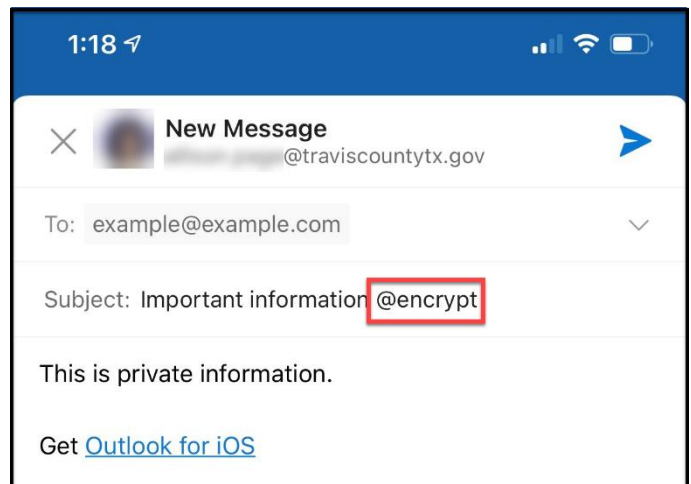 1:18
New Message
@traviscountytx.gov
To: example@example.com
Subject: Important information @encrypt
This is private information.
Get Outlook for iOS